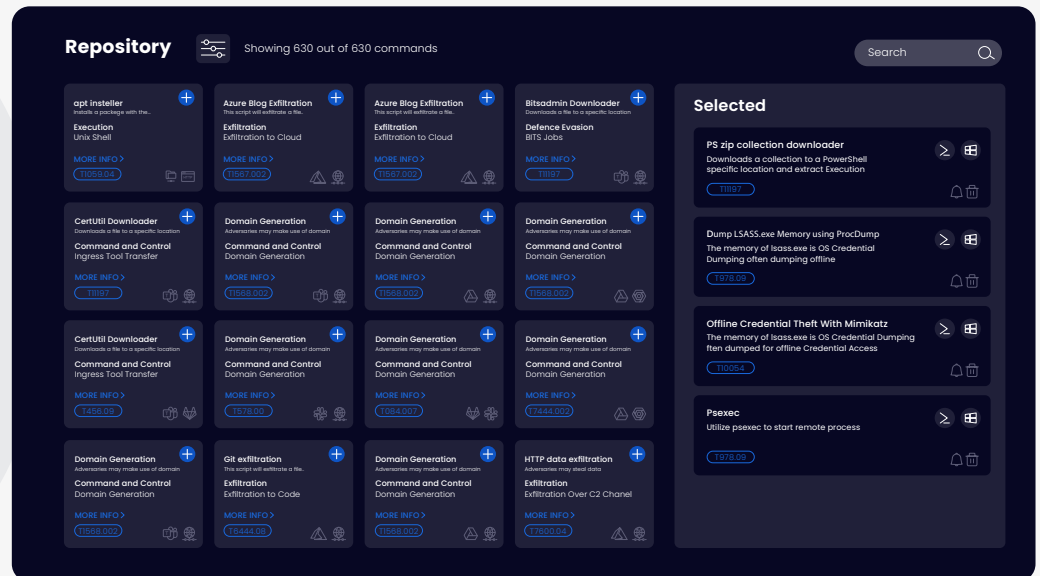 Repository
Showing 630 out of 630 commands
Search
apt insteller
Installs a packege with the..
Execution
Unix Shell
MORE INFO >
T1059.04
Azure Blog Exfiltration
This script will exfiltrate a file.
Exfiltration
Exfiltration to Cloud
MORE INFO >
T1567.002
Azure Blog Exfiltration
This script will exfiltrate a file.
Exfiltration
Exfiltration to Cloud
MORE INFO >
T1567.002
Bitsadmin Downloader
Downloads a file to a specific location
Defence Evasion
BITS Jobs
MORE INFO >
T11197
CertUtil Downloader
Downloads a file to a specific location
Command and Control
Ingress Tool Transfer
MORE INFO >
T11197
Domain Generation
Adversaries may make use of domain
Command and Control
Domain Generation
MORE INFO >
T1568.002
Domain Generation
Adversaries may make use of domain
Command and Control
Domain Generation
MORE INFO >
T1568.002
Domain Generation
Adversaries may make use of domain
Command and Control
Domain Generation
MORE INFO >
T1568.002
CertUtil Downloader
Downloads a file to a specific location
Command and Control
Ingress Tool Transfer
MORE INFO >
T456.09
Domain Generation
Adversaries may make use of domain
Command and Control
Domain Generation
MORE INFO >
T578.00
Domain Generation
Adversaries may make use of domain
Command and Control
Domain Generation
MORE INFO >
T084.007
Domain Generation
Adversaries may make use of domain
Command and Control
Domain Generation
MORE INFO >
T7444.002
Domain Generation
Adversaries may make use of domain
Command and Control
Domain Generation
MORE INFO >
T1568.002
Git exfiltration
This script will exfiltrate a file.
Exfiltration
Exfiltration to Code
MORE INFO >
T6444.08
Domain Generation
Adversaries may make use of domain
Command and Control
Domain Generation
MORE INFO >
T1568.002
HTTP data exfiltration
Adversaries may steal data
Exfiltration
Exfiltration Over C2 Chanel
MORE INFO >
T7600.04
Selected
PS zip collection downloader
Downloads a collection to a PowerShell
specific location and extract Execution
T11197
Dump LSASS.exe Memory using ProcDump
The memory of lsass.exe is OS Credential
Dumping often dumping offline
T978.09
Offline Credential Theft With Mimikatz
The memory of lsass.exe is OS Credential Dumping
ften dumped for offline Credential Access
T10054
Psexec
Utilize psexec to start remote process
T978.09